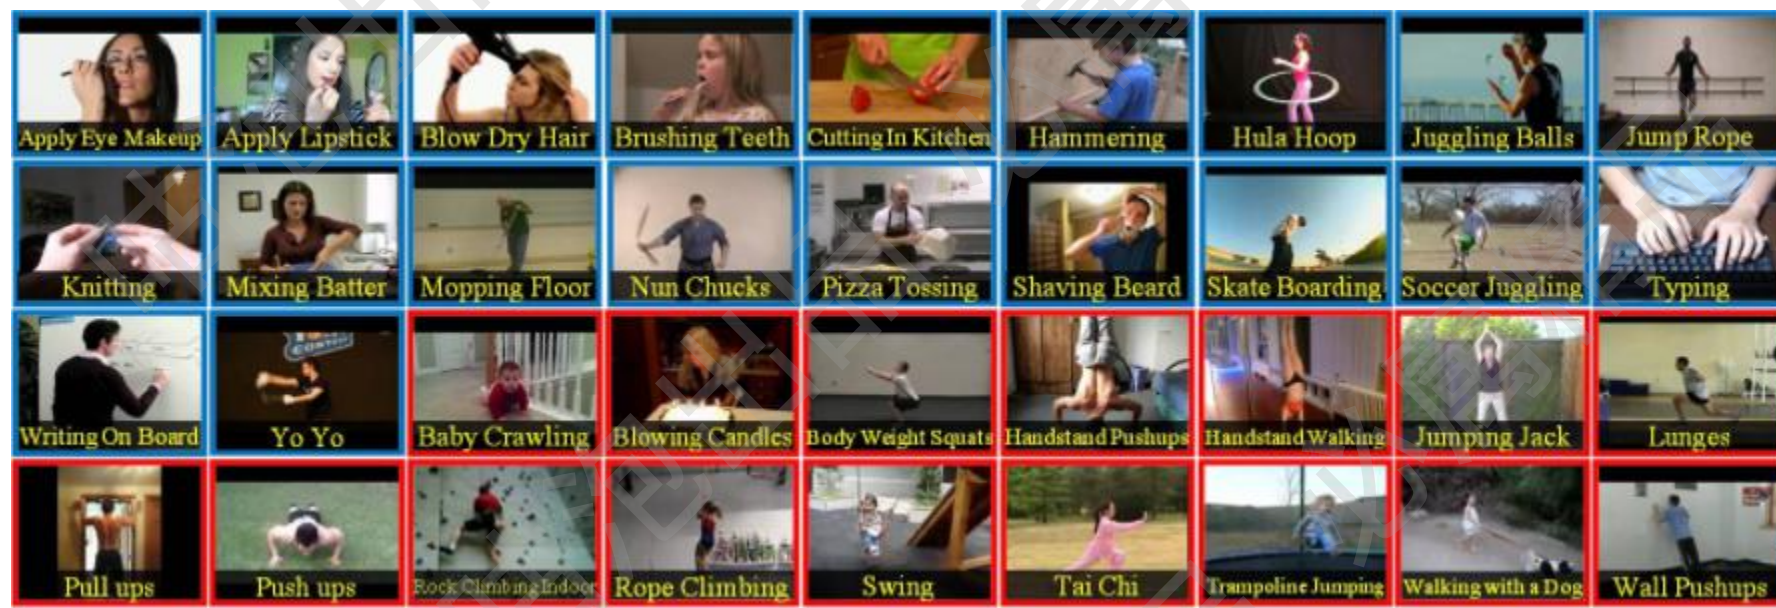 Apply Eye Makeup
Apply Lipstick
Blow Dry Hair
Brushing Teeth
Cutting In Kitchen
Hammering
Hula Hoop
Juggling Balls
Jump Rope
Knitting
Mixing Batter
Mopping Floor
Nun Chucks
Pizza Tossing
Shaving Beard
Skate Boarding
Soccer Juggling
Typing
Writing On Board
Yo Yo
Baby Crawling
Blowing Candles
Body Weight Squats
Handstand Pushups
Handstand Walking
Jumping Jack
Lunges
Pull ups
Push ups
Rock Climbing Indoor
Rope Climbing
Swing
Tai Chi
Trampoline Jumping
Walking with a Dog
Wall Pushups